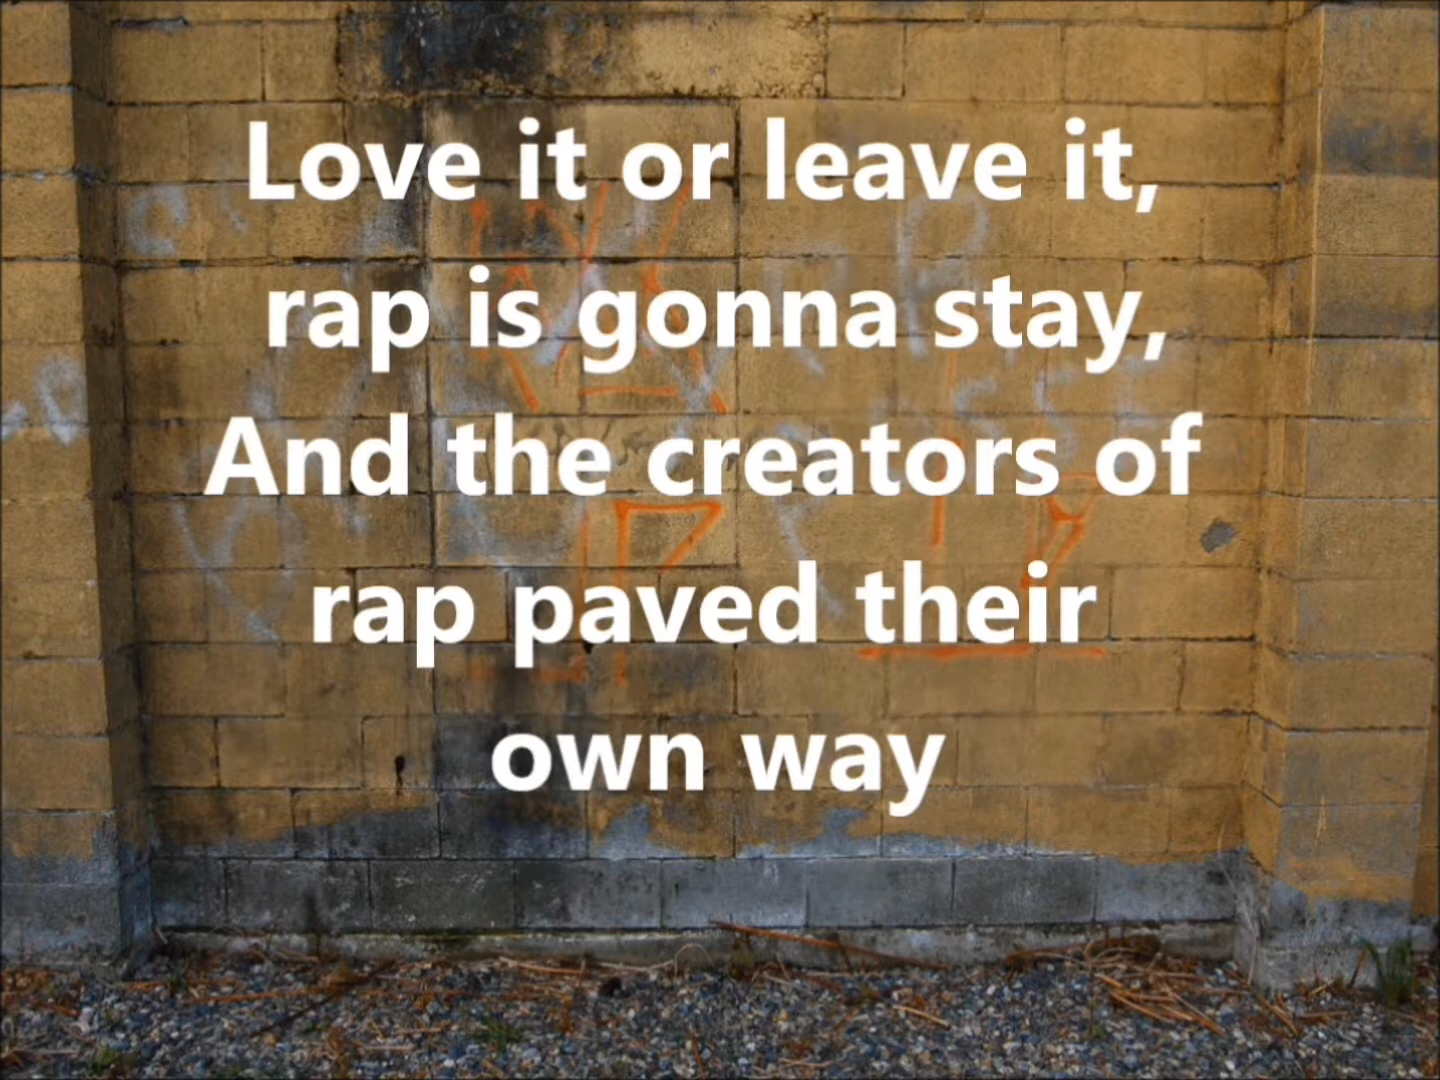 Love it or leave it,
rap is gonna stay,
And the creators of
rap paved their
own way